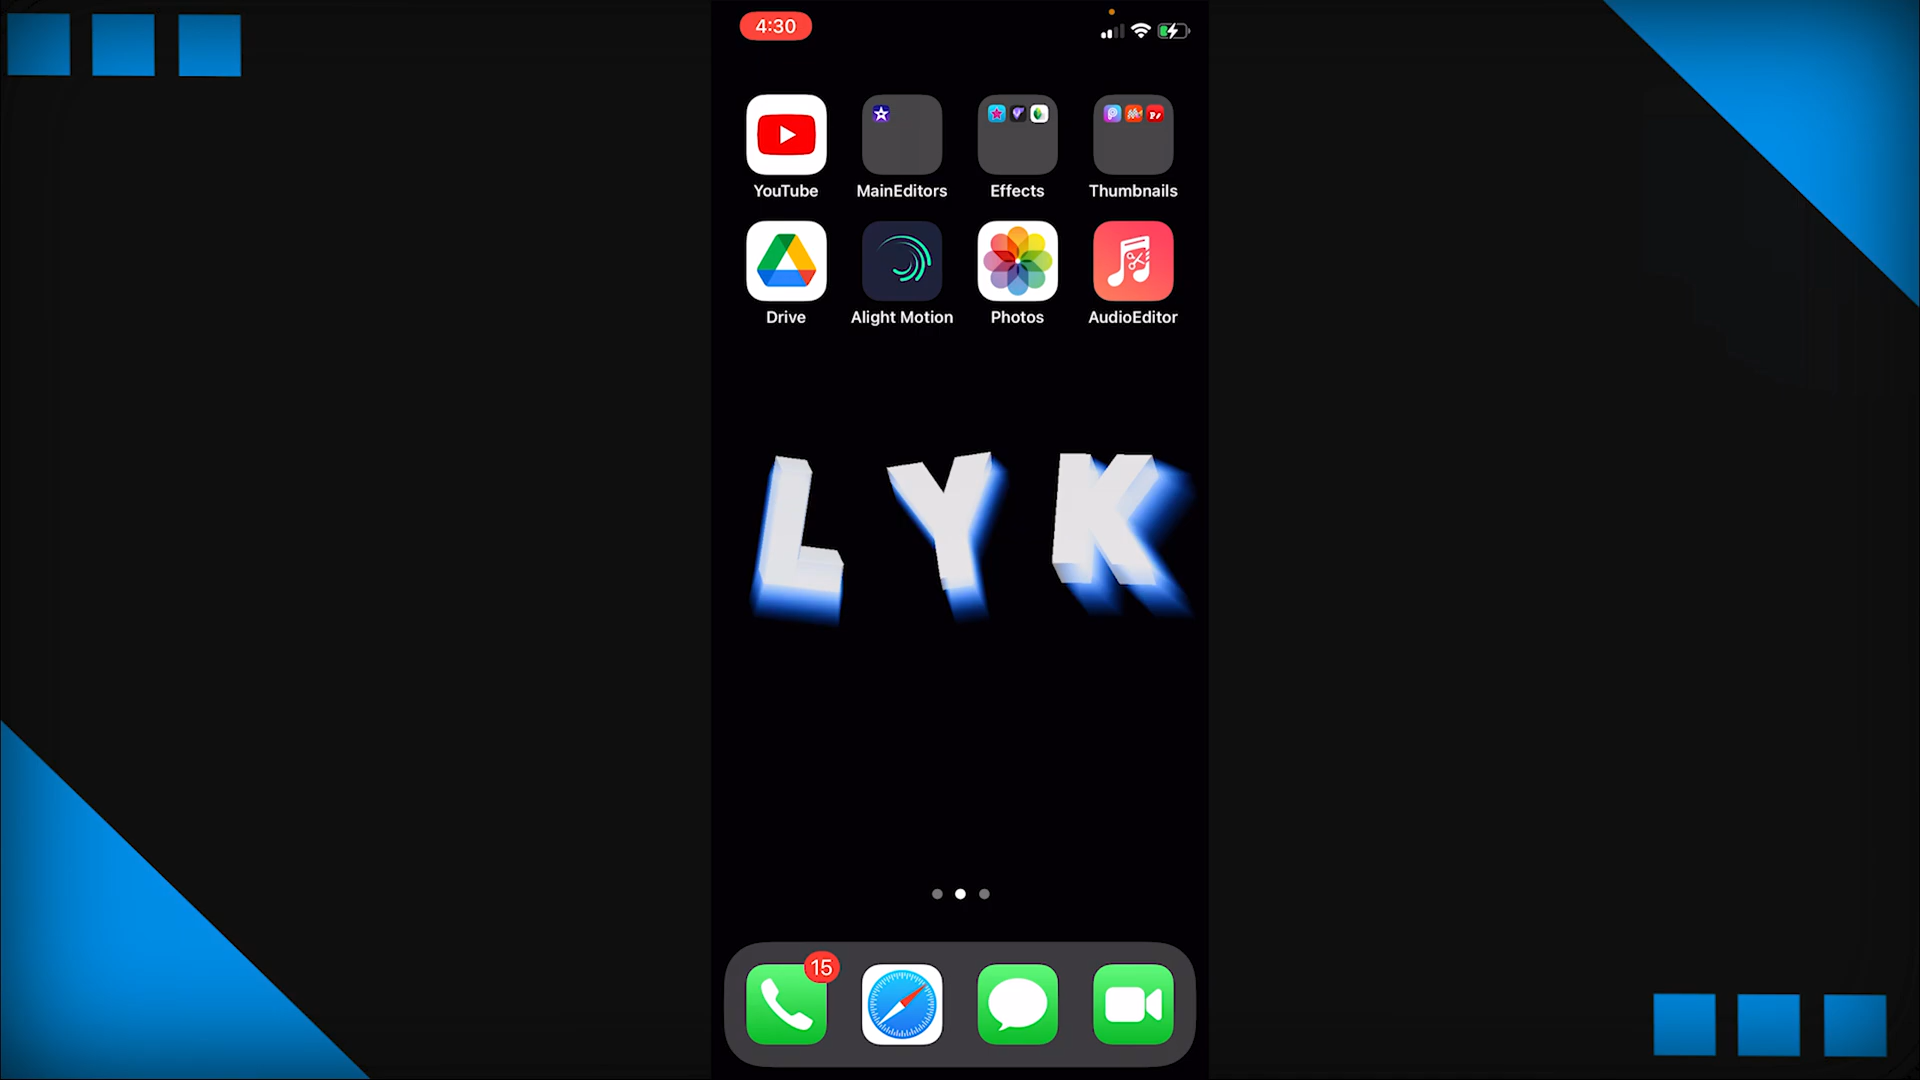 4:30
YouTube
MainEditors
Effects
Thumbnails
Drive
Alight Motion
Photos
AudioEditor
LYK
15